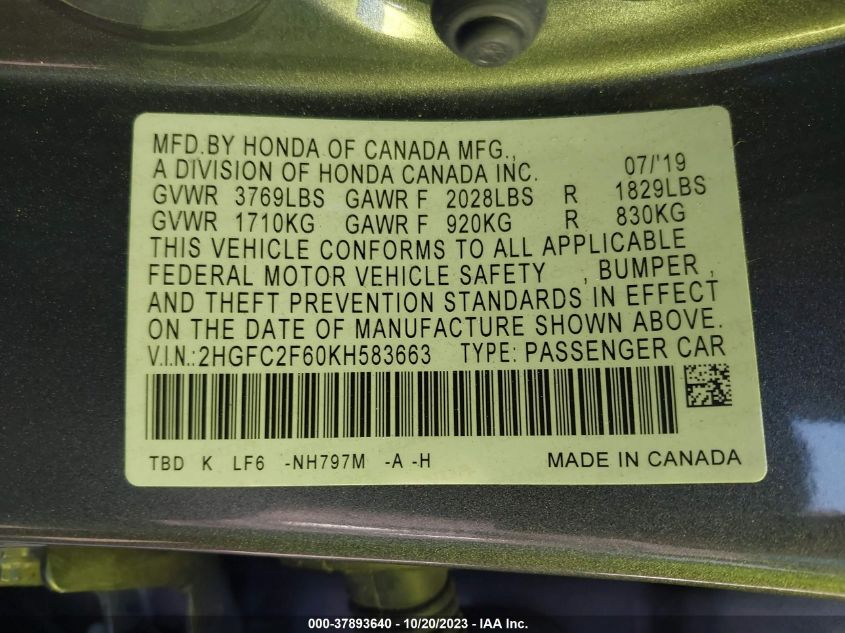 MFD.BY HONDA OF CANADA MFG.,
A DIVISION OF HONDA CANADA INC. 07/'19
GVWR 3769LBS GAWR F 2028LBS R 1829LBS
GVWR 1710KG GAWR F 920KG R 830KG
THIS VEHICLE CONFORMS TO ALL APPLICABLE
FEDERAL MOTOR VEHICLE SAFETY , BUMPER ,
AND THEFT PREVENTION STANDARDS IN EFFECT
ON THE DATE OF MANUFACTURE SHOWN ABOVE.
V.I.N.:2HGFC2F60KH583663 TYPE: PASSENGER CAR
TBD K LF6 -NH797M -A -H MADE IN CANADA
000-37893640 | 10/20/2023 | IAA Inc.